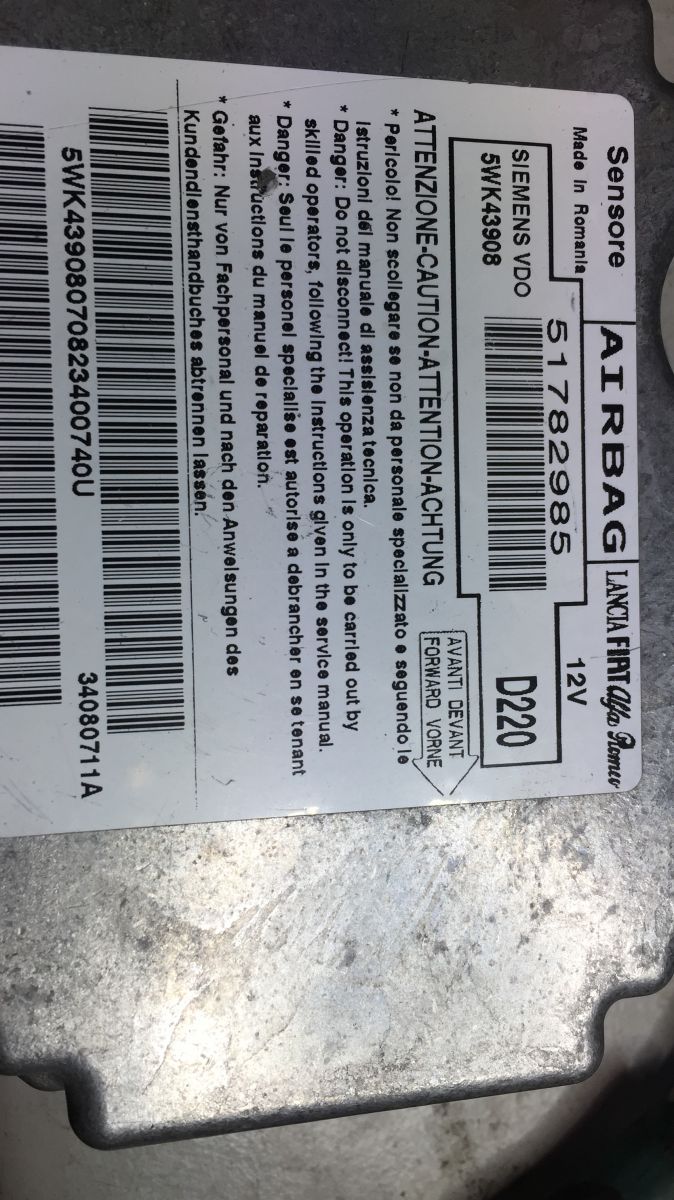 Sensore AIRBAG LANCIA FIAT Alfa Romeo
Made in Romania 51782985 12V
SIEMENS VDO
5WK43908
D220
ATTENZIONE-CAUTION-ATTENTION-ACHTUNG
AVANTI DEVANT
FORWARD VORNE
* Pericolo! Non scollegare se non da personale specializzato e seguendo le
istruzioni del manuale di assistenza tecnica.
* Danger: Do not disconnect! This operation is only to be carried out by
skilled operators, following the instructions given in the service manual.
* Danger: Seul le personel specialise est autorise a debrancher en se tenant
aux instructions du manuel de reparation.
* Gefahr: Nur von Fachpersonal und nach den Anweisungen des
Kundendiensthandbuches abtrennen lassen.
5WK43908070823400740U 34080711A